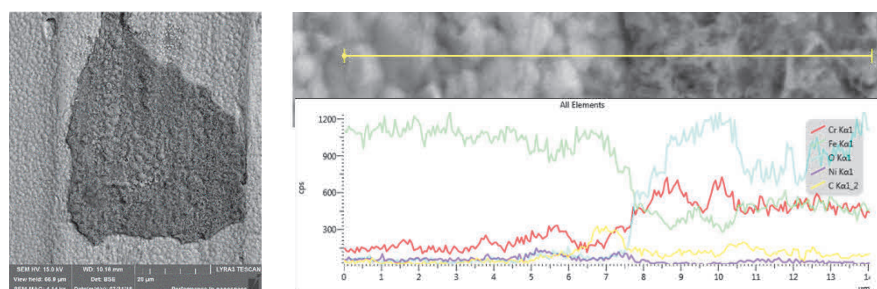 SEM HV: 15.0 kV WD: 10.16 mm LYRA3 TESCAN
View field: 66.9 µm Det: BSE 20 µm
All Elements
cps
1200
900
600
300
Cr Kα1
Fe Kα1
O Kα1
Ni Kα1
C Kα1_2
0 1 2 3 4 5 6 7 8 9 10 11 12 13 14